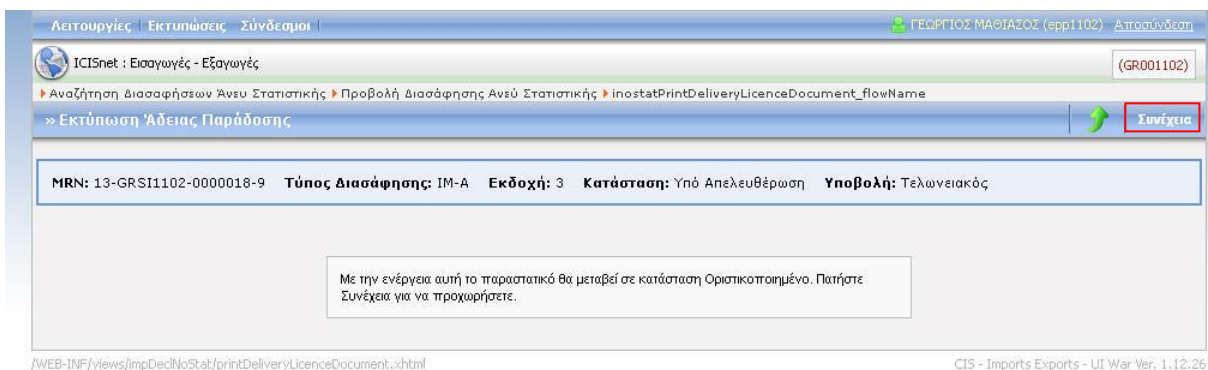 Λειτουργίες Εκτυπώσεις Σύνδεσμοι ΓΕΩΡΓΙΟΣ ΜΑΘΙΑΣΟΣ (epp1102) Αποσύνδεση
ICISnet : Εισαγωγές - Εξαγωγές (GR001102)
Αναζήτηση Διασαφήσεων Άνευ Στατιστικής Προβολή Διασάφησης Ανεύ Στατιστικής inostatPrintDeliveryLicenceDocument_flowName
» Εκτύπωση Άδειας Παράδοσης Συνέχεια
MRN: 13-GRSI1102-0000018-9 Τύπος Διασάφησης: IM-A Εκδοχή: 3 Κατάσταση: Υπό Απελευθέρωση Υποβολή: Τελωνειακός
Με την ενέργεια αυτή το παραστατικό θα μεταβεί σε κατάσταση Οριστικοποιημένο. Πατήστε
Συνέχεια για να προχωρήσετε.
/WEB-INF/views/impDeclNoStat/printDeliveryLicenceDocument.xhtml CIS - Imports Exports - UI War Ver. 1.12.26